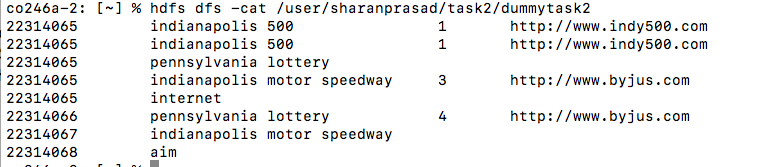 co246a-2: [~] % hdfs dfs -cat /user/sharanprasad/task2/dummytask2
22314065 indianapolis 500 1 http://www.indy500.com
22314065 indianapolis 500 1 http://www.indy500.com
22314065 pennsylvania lottery
22314065 indianapolis motor speedway 3 http://www.byjus.com
22314065 internet
22314066 pennsylvania lottery 4 http://www.byjus.com
22314067 indianapolis motor speedway
22314068 aim
co246a-2: [~] %